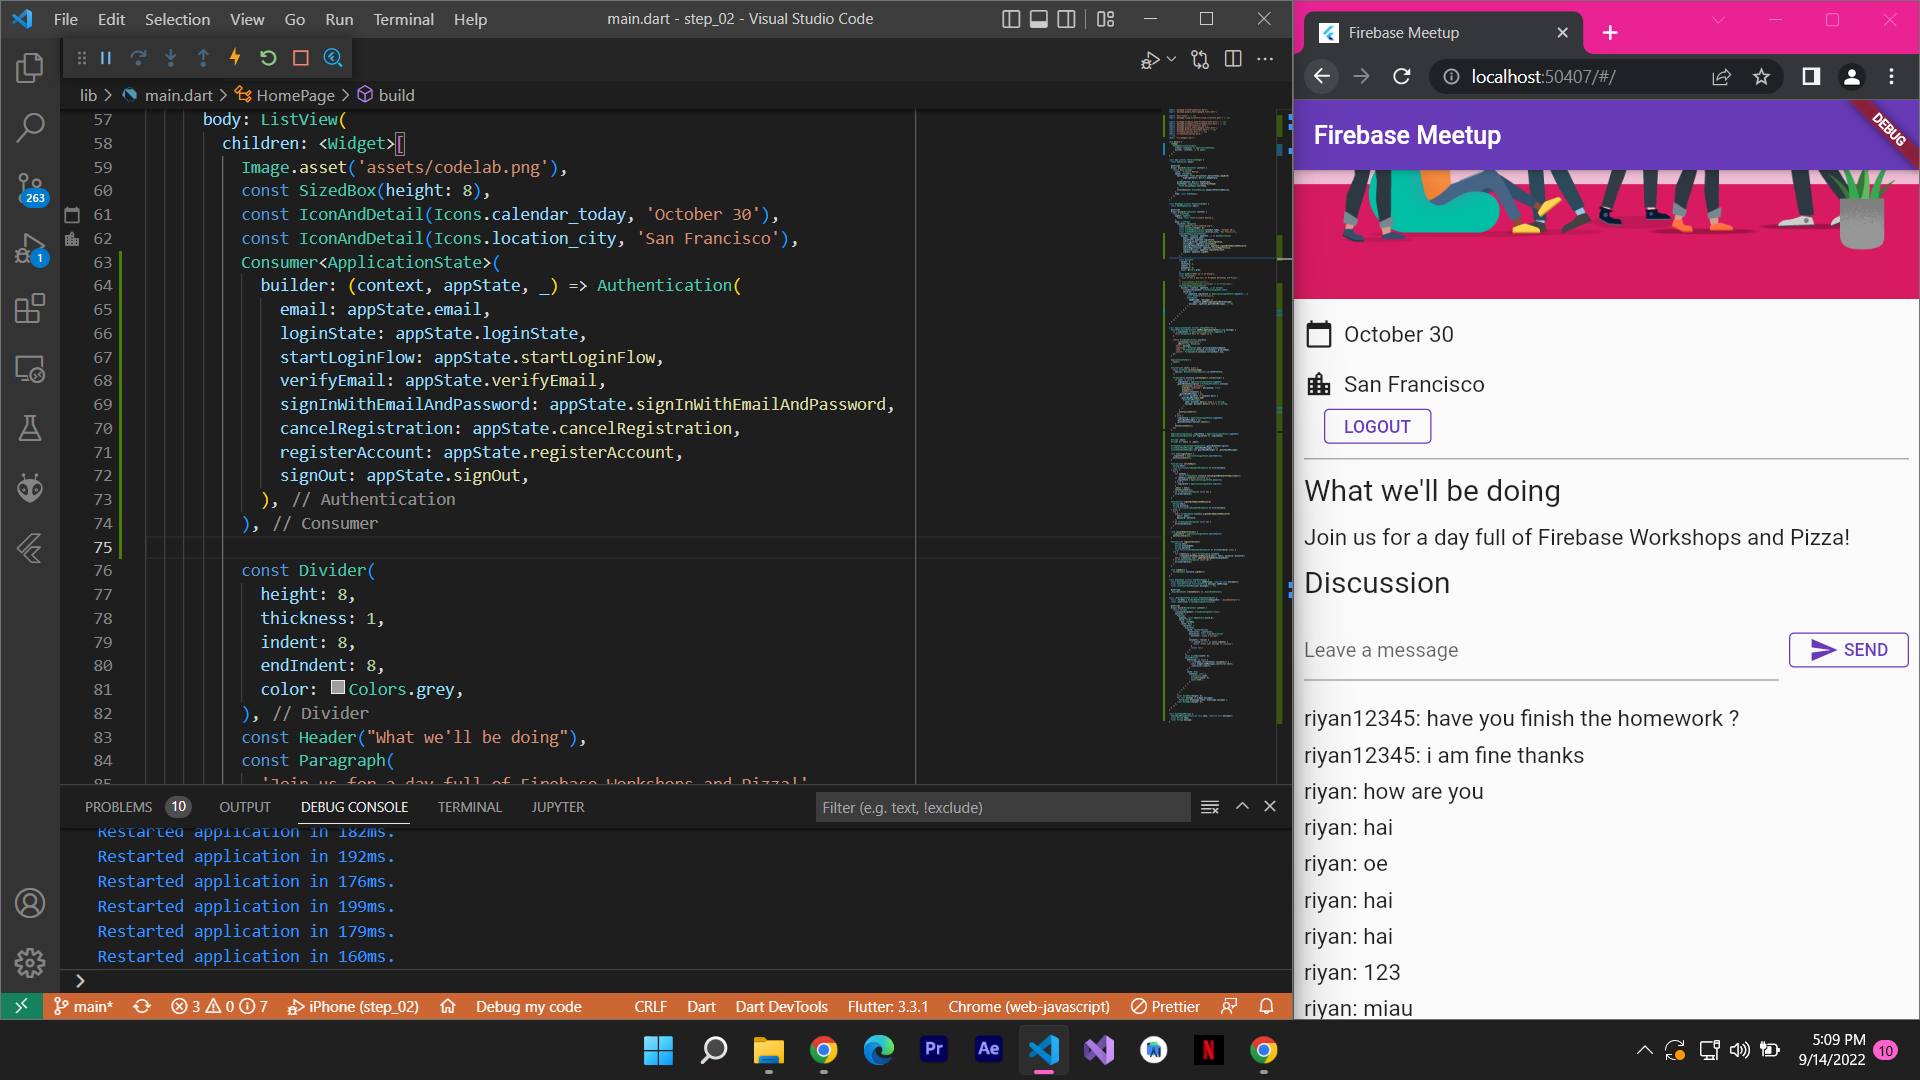 File Edit Selection View Go Run Terminal Help
main.dart - step_02 - Visual Studio Code
lib > main.dart > HomePage > build
57 body: ListView(
58 children: <Widget>[
59 Image.asset('assets/codelab.png'),
60 const SizedBox(height: 8),
61 const IconAndDetail(Icons.calendar_today, 'October 30'),
62 const IconAndDetail(Icons.location_city, 'San Francisco'),
63 Consumer<ApplicationState>(
64 builder: (context, appState, _) => Authentication(
65 email: appState.email,
66 loginState: appState.loginState,
67 startLoginFlow: appState.startLoginFlow,
68 verifyEmail: appState.verifyEmail,
69 signInWithEmailAndPassword: appState.signInWithEmailAndPassword,
70 cancelRegistration: appState.cancelRegistration,
71 registerAccount: appState.registerAccount,
72 signOut: appState.signOut,
73 ), // Authentication
74 ), // Consumer
75
76 const Divider(
77 height: 8,
78 thickness: 1,
79 indent: 8,
80 endIndent: 8,
81 color: Colors.grey,
82 ), // Divider
83 const Header("What we'll be doing"),
84 const Paragraph(
85 'Join us for a day full of Firebase Workshops and Pizza!'
263
1
PROBLEMS 10 OUTPUT DEBUG CONSOLE TERMINAL JUPYTER
Filter (e.g. text, !exclude)
Restarted application in 182ms.
Restarted application in 192ms.
Restarted application in 176ms.
Restarted application in 199ms.
Restarted application in 179ms.
Restarted application in 160ms.
main* 3 0 7 iPhone (step_02) Debug my code CRLF Dart Dart DevTools Flutter: 3.3.1 Chrome (web-javascript) Prettier
Firebase Meetup
localhost:50407/#/
Firebase Meetup
DEBUG
October 30
San Francisco
LOGOUT
What we'll be doing
Join us for a day full of Firebase Workshops and Pizza!
Discussion
Leave a message
SEND
riyan12345: have you finish the homework ?
riyan12345: i am fine thanks
riyan: how are you
riyan: hai
riyan: oe
riyan: hai
riyan: hai
riyan: 123
riyan: miau
Pr
Ae
N
5:09 PM
9/14/2022
10